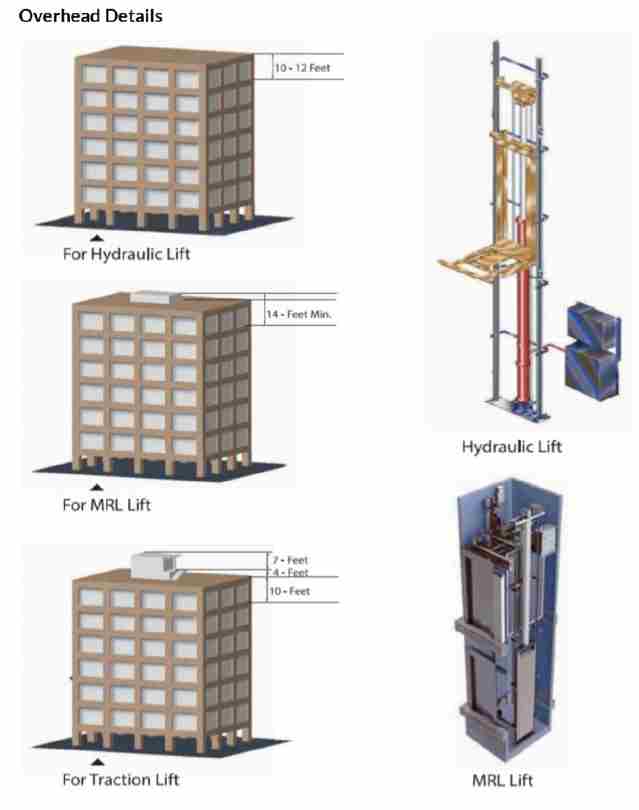 Overhead Details
10 - 12 Feet
For Hydraulic Lift
14 - Feet Min.
For MRL Lift
7 - Feet
4 - Feet
10 - Feet
For Traction Lift
Hydraulic Lift
MRL Lift